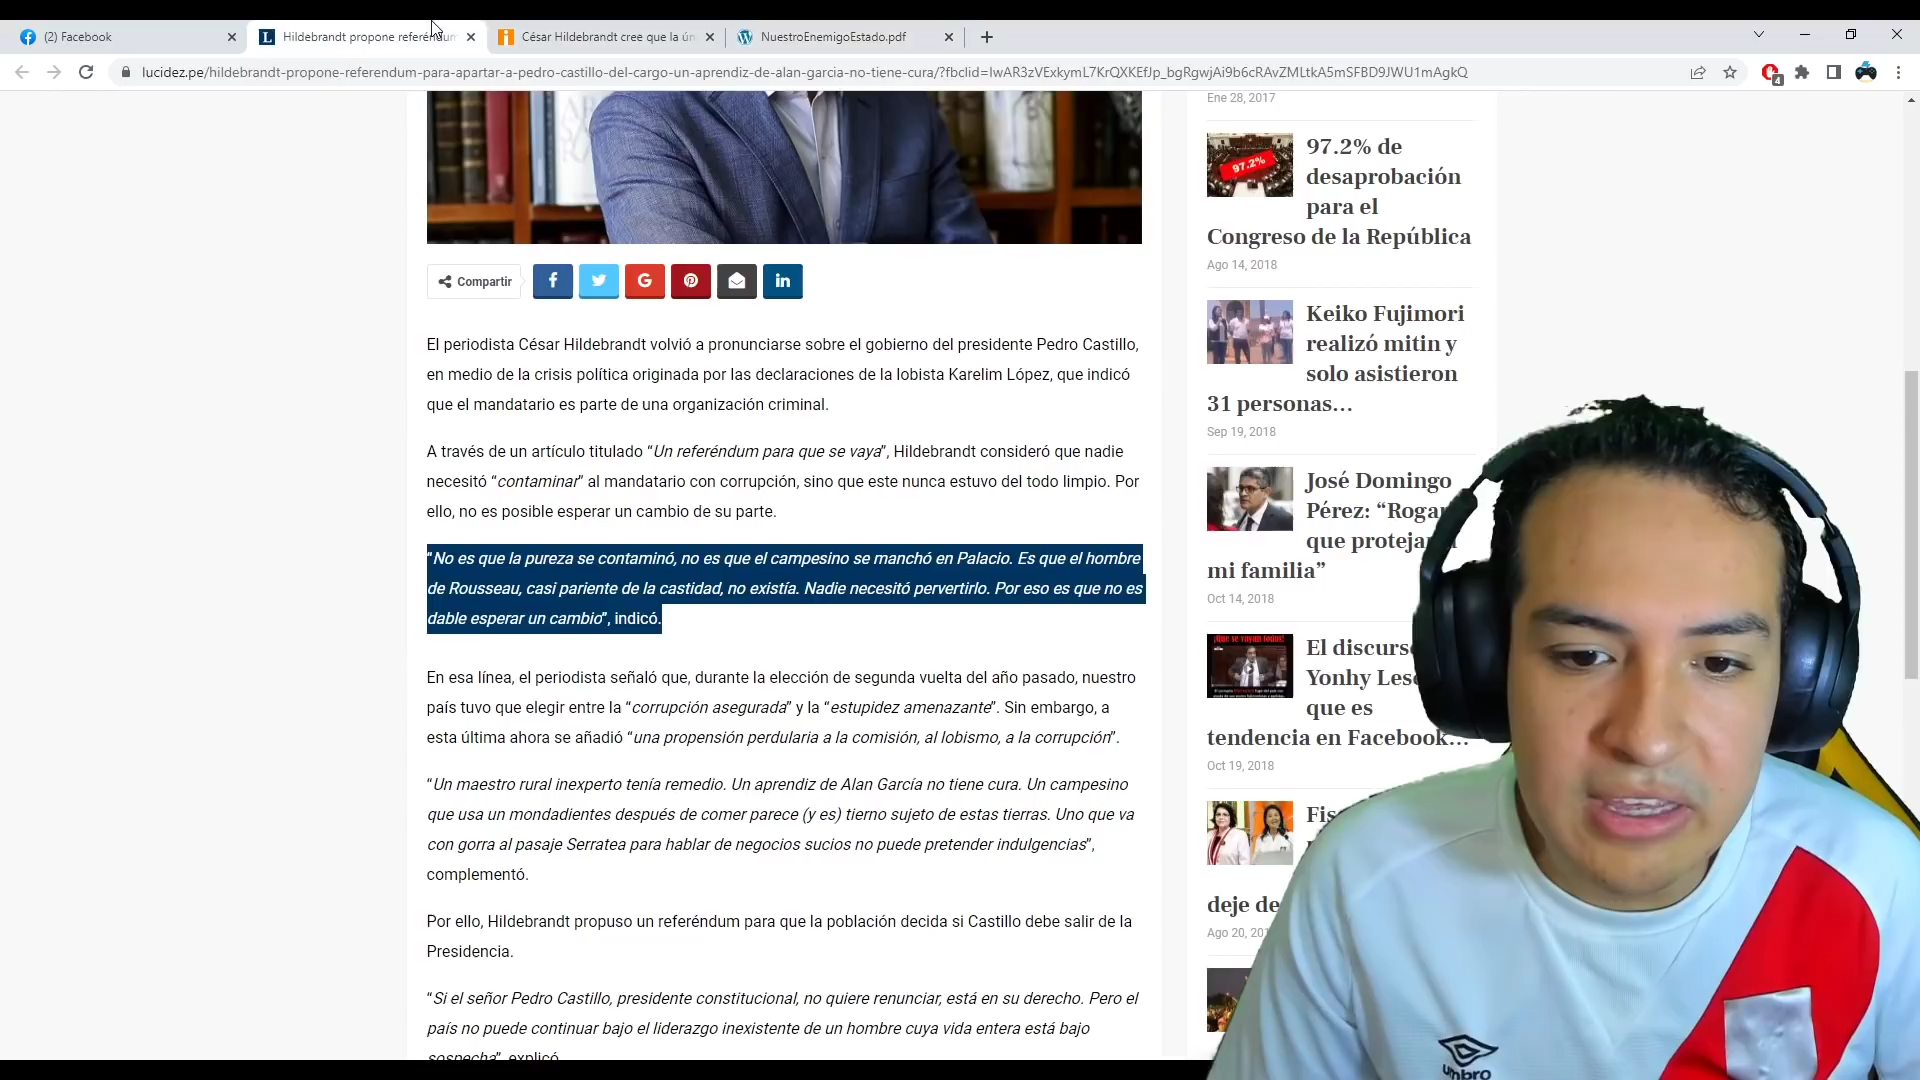 (2) Facebook
Hildebrandt propone referéndum
César Hildebrandt cree que la ún
NuestroEnemigoEstado.pdf
lucidez.pe/hildebrandt-propone-referendum-para-apartar-a-pedro-castillo-del-cargo-un-aprendiz-de-alan-garcia-no-tiene-cura/?fbclid=IwAR3zVExkymL7KrQXKEfJp_bgRgwjAi9b6cRAvZMLtkA5mSFBD9JWU1mAgkQ
4
Compartir
El periodista César Hildebrandt volvió a pronunciarse sobre el gobierno del presidente Pedro Castillo,
en medio de la crisis política originada por las declaraciones de la lobista Karelim López, que indicó
que el mandatario es parte de una organización criminal.
A través de un artículo titulado “Un referéndum para que se vaya”, Hildebrandt consideró que nadie
necesitó “contaminar” al mandatario con corrupción, sino que este nunca estuvo del todo limpio. Por
ello, no es posible esperar un cambio de su parte.
“No es que la pureza se contaminó, no es que el campesino se manchó en Palacio. Es que el hombre
de Rousseau, casi pariente de la castidad, no existía. Nadie necesitó pervertirlo. Por eso es que no es
dable esperar un cambio”, indicó.
En esa línea, el periodista señaló que, durante la elección de segunda vuelta del año pasado, nuestro
país tuvo que elegir entre la “corrupción asegurada” y la “estupidez amenazante”. Sin embargo, a
esta última ahora se añadió “una propensión perdularia a la comisión, al lobismo, a la corrupción”.
“Un maestro rural inexperto tenía remedio. Un aprendiz de Alan García no tiene cura. Un campesino
que usa un mondadientes después de comer parece (y es) tierno sujeto de estas tierras. Uno que va
con gorra al pasaje Serratea para hablar de negocios sucios no puede pretender indulgencias”,
complementó.
Por ello, Hildebrandt propuso un referéndum para que la población decida si Castillo debe salir de la
Presidencia.
“Si el señor Pedro Castillo, presidente constitucional, no quiere renunciar, está en su derecho. Pero el
país no puede continuar bajo el liderazgo inexistente de un hombre cuya vida entera está bajo
sospecha”, explicó
Ene 28, 2017
97.2%
97.2% de
desaprobación
para el
Congreso de la República
Ago 14, 2018
Keiko Fujimori
realizó mitin y
solo asistieron
31 personas...
Sep 19, 2018
José Domingo
Pérez: “Rogar
que protejan
mi familia”
Oct 14, 2018
¡Que se vayan todos!
El discurso
Yonhy Lesc
que es
tendencia en Facebook...
Oct 19, 2018
Fis
deje de
Ago 20, 201
umbro